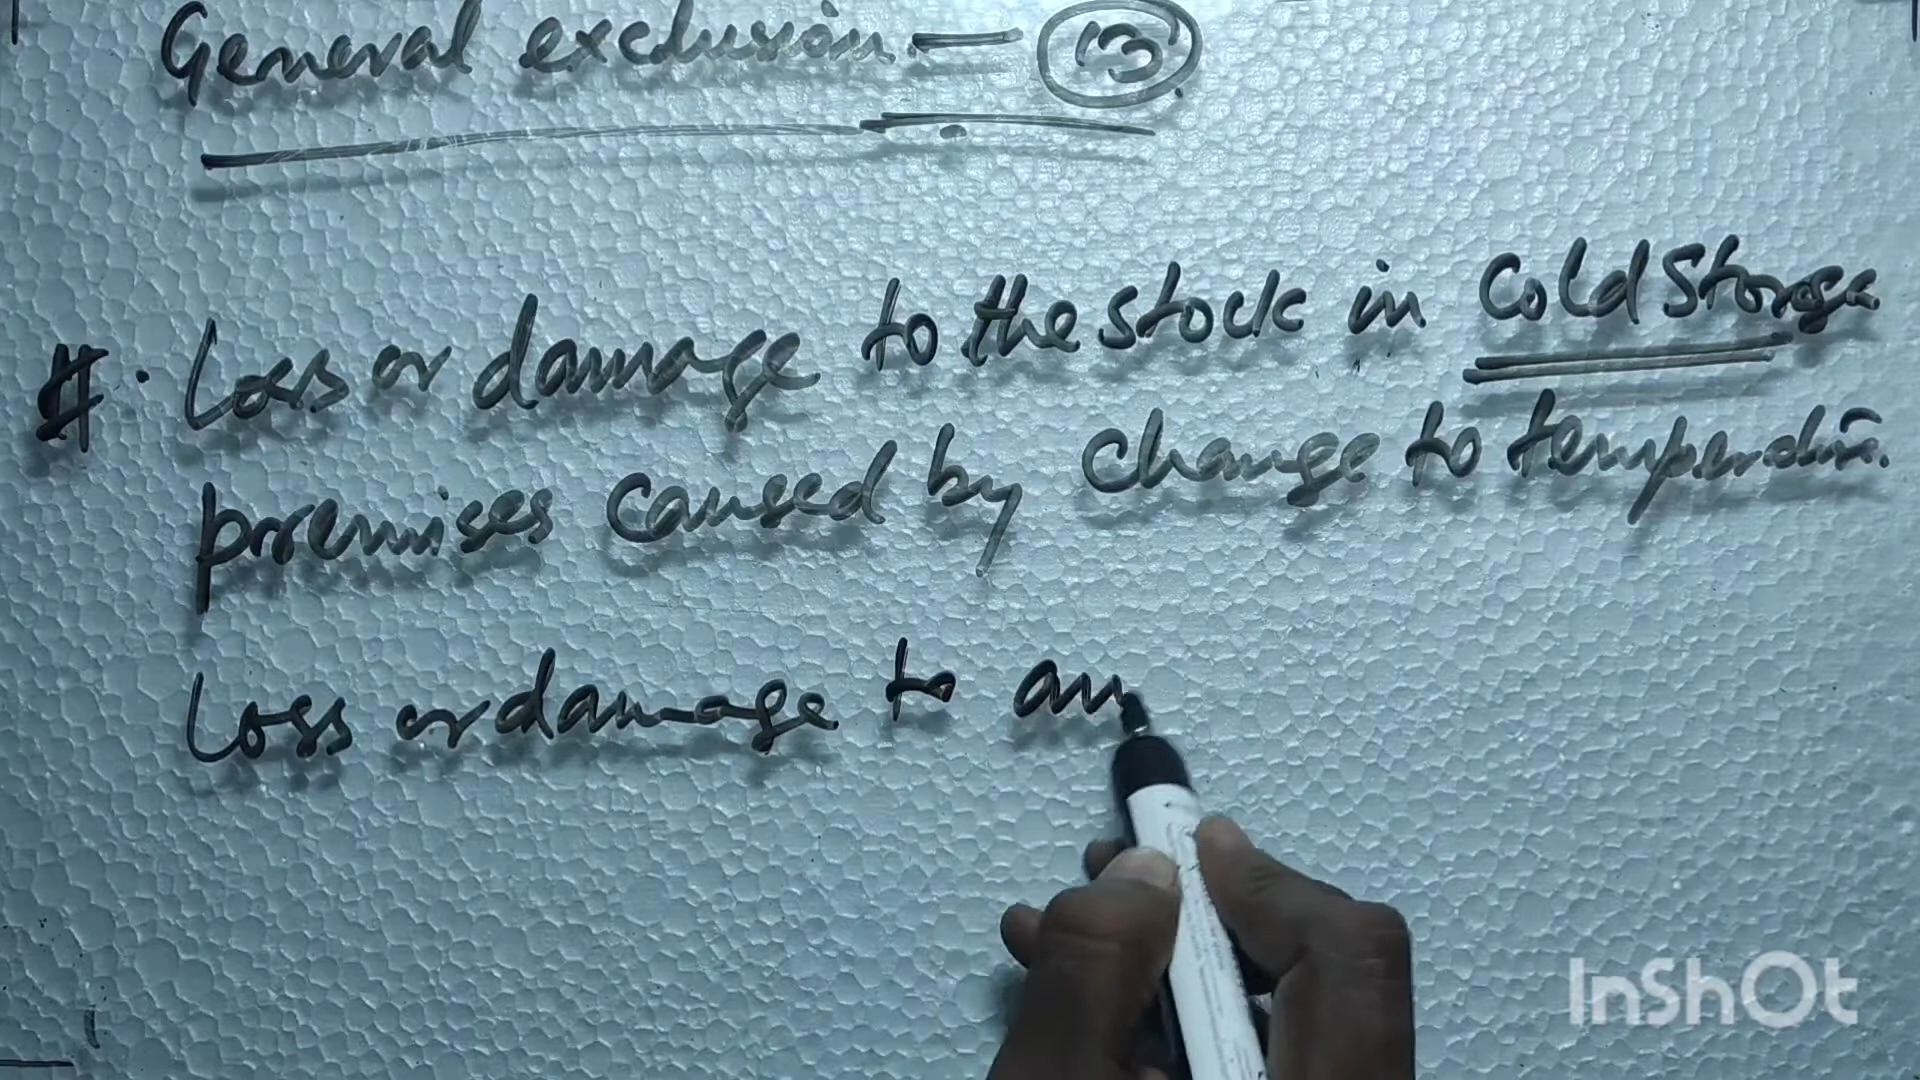 General exclusion. — 13
# . Loss or damage to the stock in Cold Storage
premises caused by change to temperature.
Loss or damage to any
InShOt